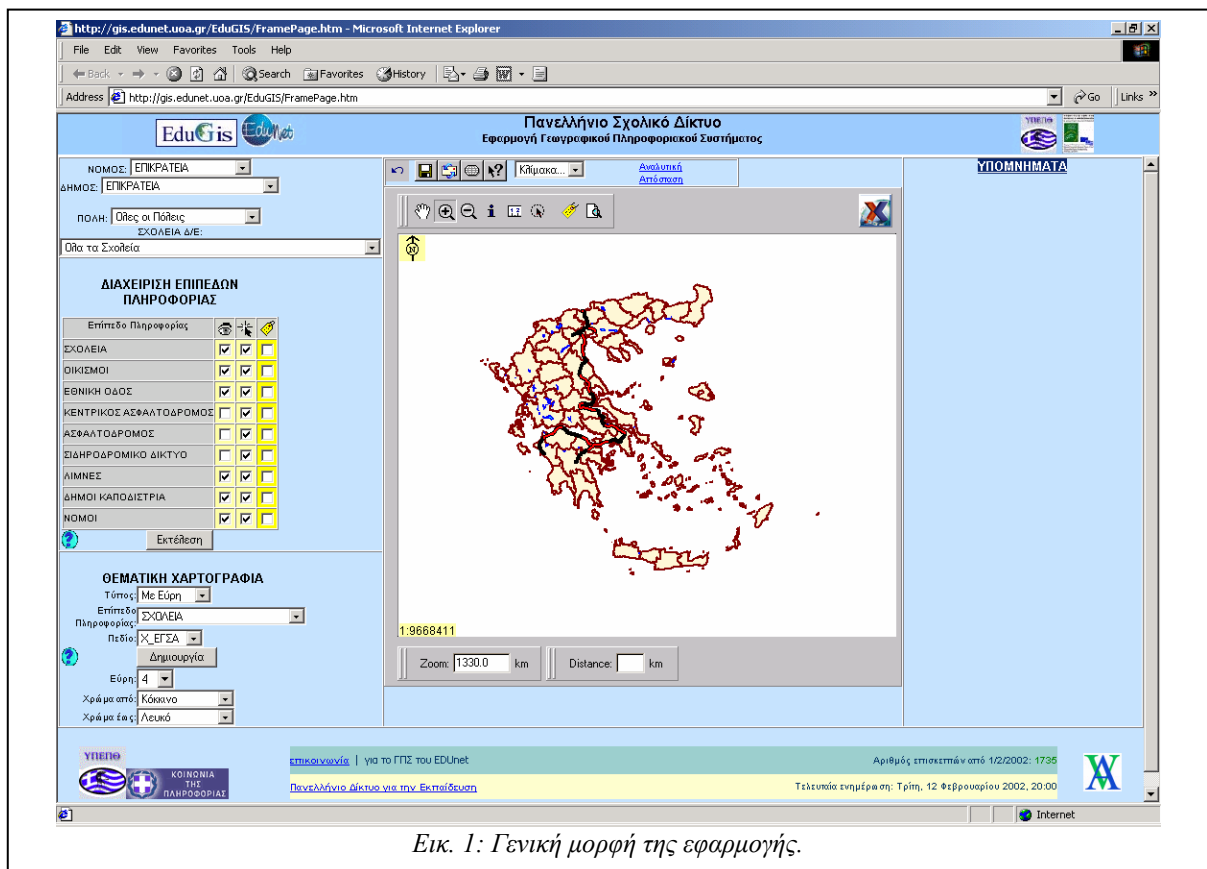 http://gis.edunet.uoa.gr/EduGIS/FramePage.htm - Microsoft Internet Explorer
File Edit View Favorites Tools Help
Back Search Favorites History
Address http://gis.edunet.uoa.gr/EduGIS/FramePage.htm Go Links »
EduGis EduNet
Πανελλήνιο Σχολικό Δίκτυο
Εφαρμογή Γεωγραφικού Πληροφοριακού Συστήματος
ΥΠΕΠΘ
ΝΟΜΟΣ: ΕΠΙΚΡΑΤΕΙΑ
ΔΗΜΟΣ: ΕΠΙΚΡΑΤΕΙΑ
ΠΟΛΗ: Όλες οι Πόλεις
ΣΧΟΛΕΙΑ Δ/Ε:
Όλα τα Σχολεία
Κλίμακα...
Αναλυτική
Απόσταση
ΥΠΟΜΝΗΜΑΤΑ
ΔΙΑΧΕΙΡΙΣΗ ΕΠΙΠΕΔΩΝ
ΠΛΗΡΟΦΟΡΙΑΣ
Επίπεδο Πληροφορίας
ΣΧΟΛΕΙΑ
ΟΙΚΙΣΜΟΙ
ΕΘΝΙΚΗ ΟΔΟΣ
ΚΕΝΤΡΙΚΟΣ ΑΣΦΑΛΤΟΔΡΟΜΟΣ
ΑΣΦΑΛΤΟΔΡΟΜΟΣ
ΣΙΔΗΡΟΔΡΟΜΙΚΟ ΔΙΚΤΥΟ
ΛΙΜΝΕΣ
ΔΗΜΟΙ ΚΑΠΟΔΙΣΤΡΙΑ
ΝΟΜΟΙ
Εκτέλεση
ΘΕΜΑΤΙΚΗ ΧΑΡΤΟΓΡΑΦΙΑ
Τύπος: Με Εύρη
Επίπεδο
Πληροφορίας: ΣΧΟΛΕΙΑ
Πεδίο: Χ_ΕΓΣΑ
Δημιουργία
Εύρη: 4
Χρώμα από: Κόκκινο
Χρώμα έως: Λευκό
N
1:9668411
Zoom: 1330.0 km Distance: km
ΥΠΕΠΘ
ΚΟΙΝΩΝΙΑ
ΤΗΣ
ΠΛΗΡΟΦΟΡΙΑΣ
επικοινωνία | για το ΓΠΣ του EDUnet
Αριθμός επισκεπτών από 1/2/2002: 1735
Πανελλήνιο Δίκτυο για την Εκπαίδευση
Τελευταία ενημέρωση: Τρίτη, 12 Φεβρουαρίου 2002, 20:00
Internet
Εικ. 1: Γενική μορφή της εφαρμογής.